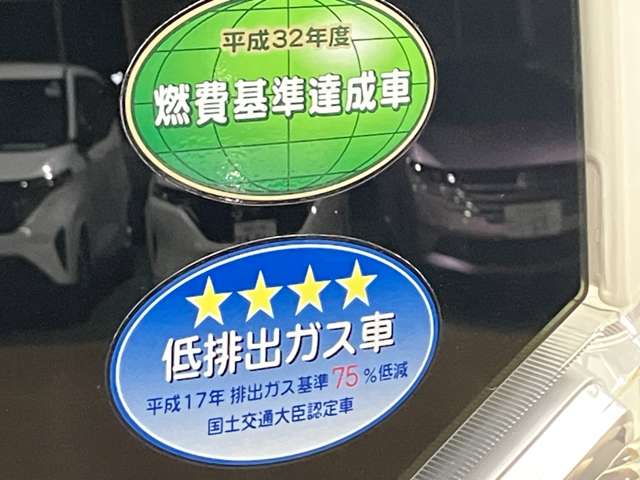 平成32年度
燃費基準達成車
★★★★
低排出ガス車
平成17年 排出ガス基準75%低減
国土交通大臣認定車